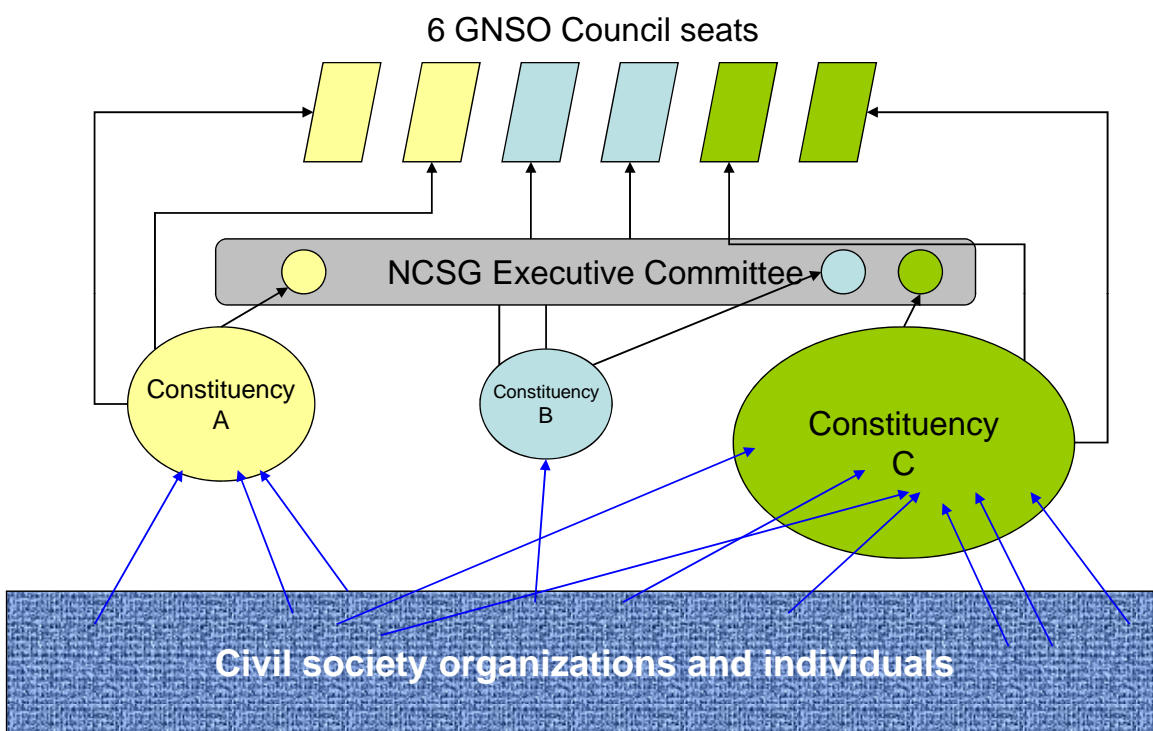 6 GNSO Council seats
NCSG Executive Committee
Constituency
A
Constituency
B
Constituency
C
Civil society organizations and individuals